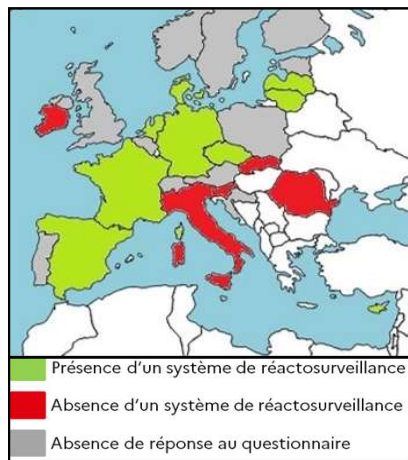 Présence d'un système de réactosurveillance
Absence d'un système de réactosurveillance
Absence de réponse au questionnaire